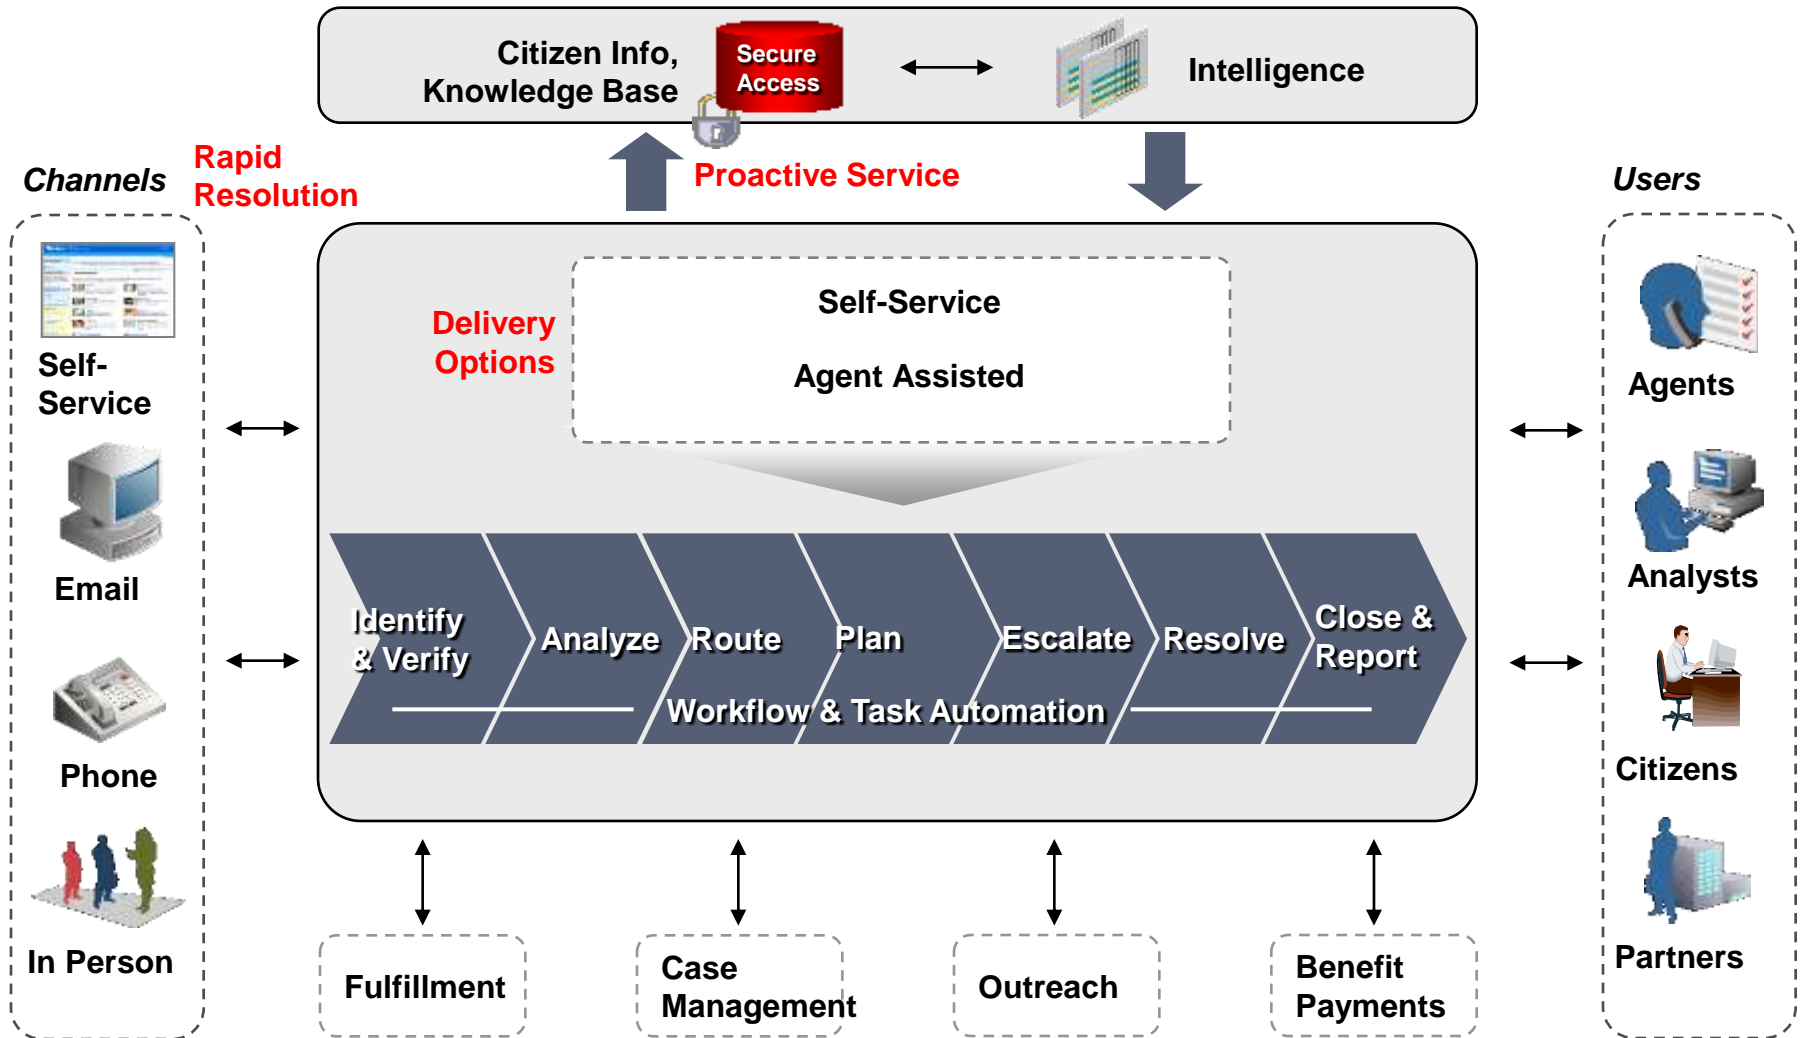 Citizen Info,
Knowledge Base
Secure
Access
Intelligence
Rapid
Resolution
Proactive Service
Channels
Users
Self-
Service
Email
Phone
In Person
Delivery
Options
Self-Service
Agent Assisted
Identify
& Verify
Analyze
Route
Plan
Escalate
Resolve
Close &
Report
Workflow & Task Automation
Agents
Analysts
Citizens
Partners
Fulfillment
Case
Management
Outreach
Benefit
Payments